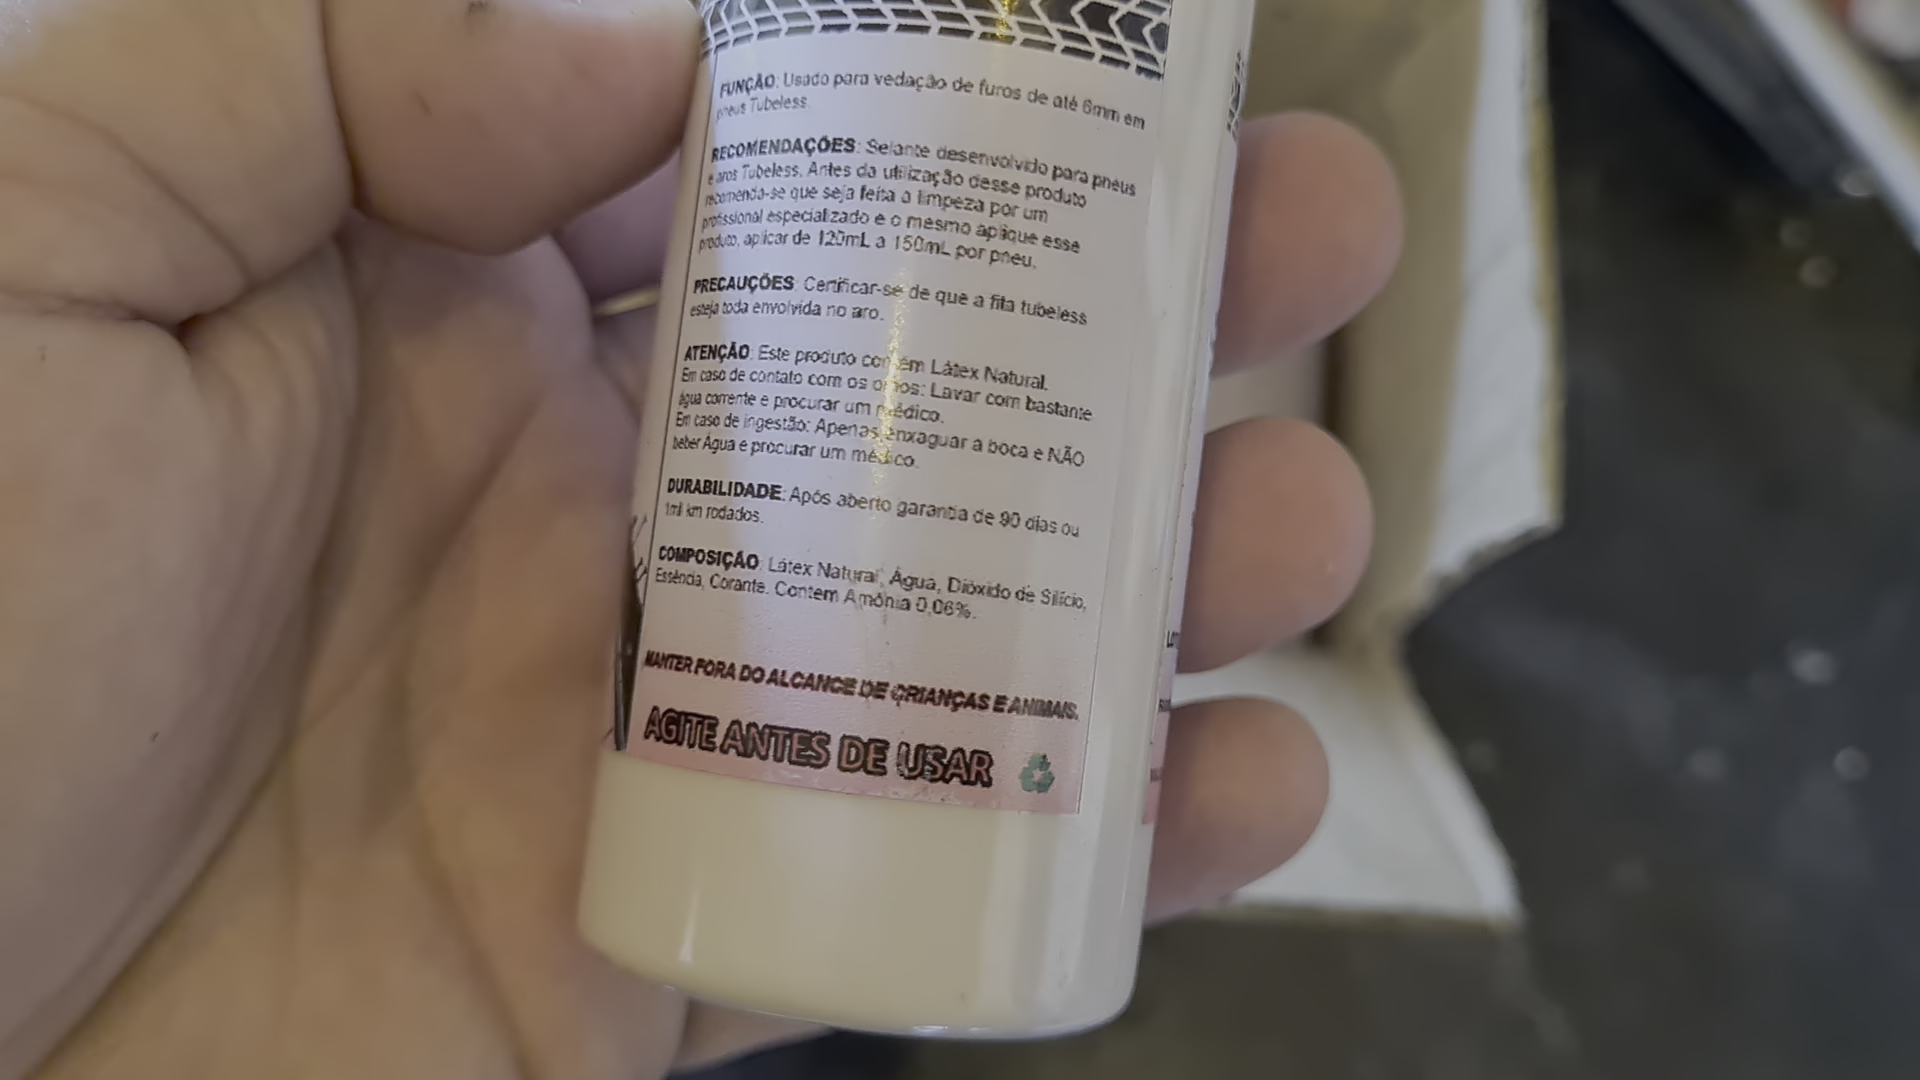 FUNÇÃO: Usado para vedação de furos de até 6mm em
pneus Tubeless.
RECOMENDAÇÕES: Selante desenvolvido para pneus
e aros Tubeless. Antes da utilização desse produto
recomenda-se que seja feita a limpeza por um
profissional especializado e o mesmo aplique esse
produto, aplicar de 120mL a 150mL por pneu.
PRECAUÇÕES: Certificar-se de que a fita tubeless
esteja toda envolvida no aro.
ATENÇÃO: Este produto contém Látex Natural.
Em caso de contato com os olhos: Lavar com bastante
água corrente e procurar um médico.
Em caso de ingestão: Apenas enxaguar a boca e NÃO
beber Água e procurar um médico.
DURABILIDADE: Após aberto garantia de 90 dias ou
1mil km rodados.
COMPOSIÇÃO: Látex Natural, Água, Dióxido de Silício,
Essência, Corante. Contem Amônia 0,06%.
MANTER FORA DO ALCANCE DE CRIANÇAS E ANIMAIS.
AGITE ANTES DE USAR